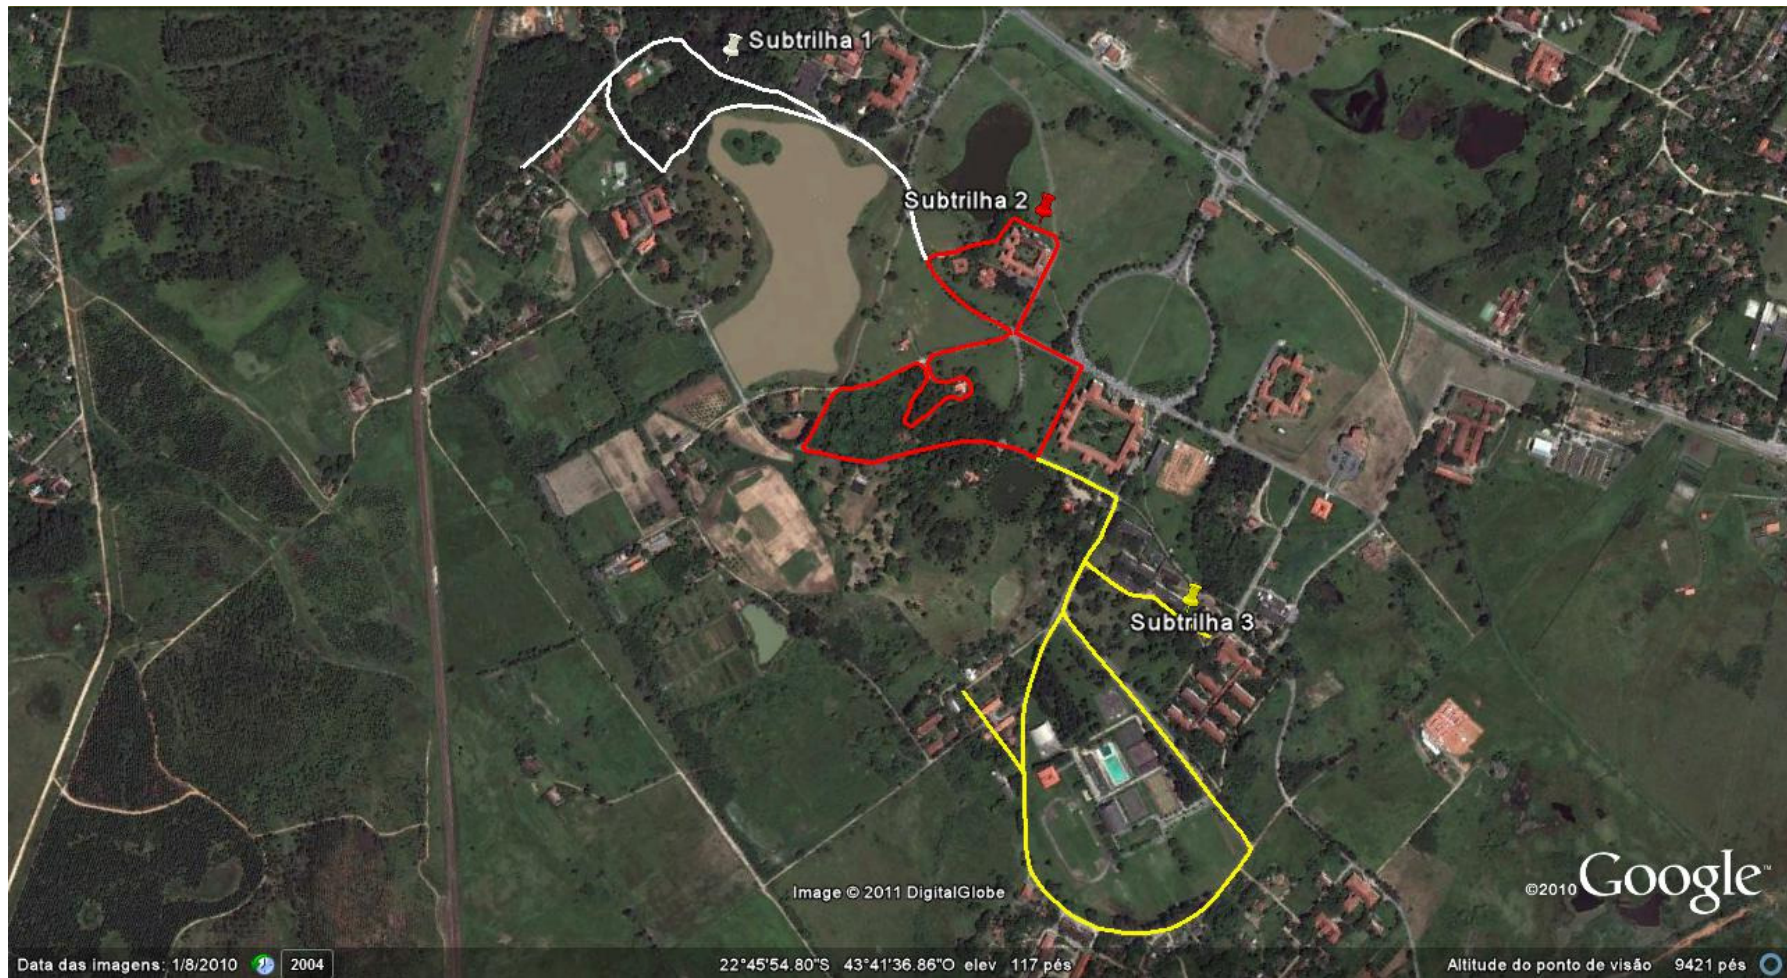 Subtrilha 1
Subtrilha 2
Subtrilha 3
Image © 2011 DigitalGlobe
©2010 Google™
Data das imagens: 1/8/2010 2004 22°45'54.80"S 43°41'36.86"O elev 117 pés Altitude do ponto de visão 9421 pés